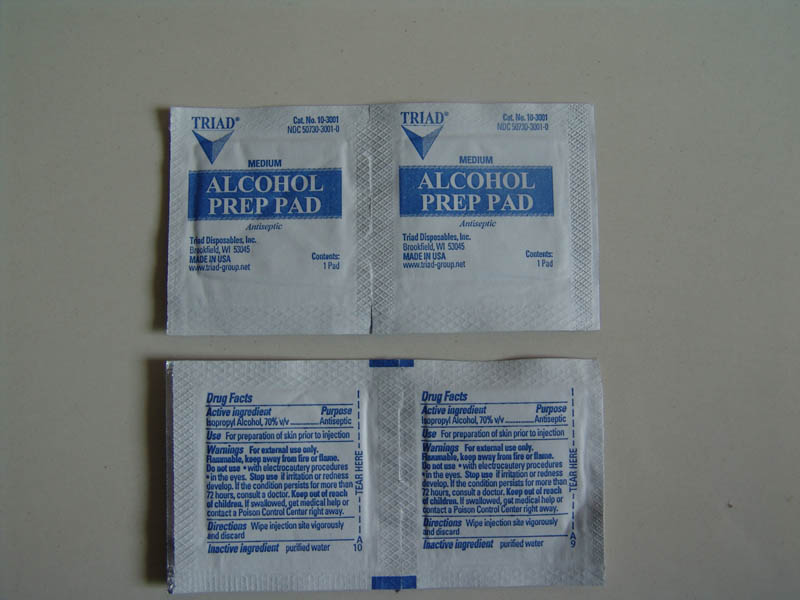 TRIAD®
Cat. No. 10-3001
NDC 50730-3001-0
MEDIUM
ALCOHOL
PREP PAD
Antiseptic
Triad Disposables, Inc.
Brookfield, WI 53045
MADE IN USA
www.triad-group.net
Contents:
1 Pad
TRIAD®
Cat. No. 10-3001
NDC 50730-3001-0
MEDIUM
ALCOHOL
PREP PAD
Antiseptic
Triad Disposables, Inc.
Brookfield, WI 53045
MADE IN USA
www.triad-group.net
Contents:
1 Pad
Drug Facts
Active ingredient Purpose
Isopropyl Alcohol, 70% v/v Antiseptic
Use For preparation of skin prior to injection
Warnings For external use only.
Flammable, keep away from fire or flame.
Do not use • with electrocautery procedures
• in the eyes. Stop use if irritation or redness
develop. If the condition persists for more than
72 hours, consult a doctor. Keep out of reach
of children. If swallowed, get medical help or
contact a Poison Control Center right away.
Directions Wipe injection site vigorously
and discard
Inactive ingredient purified water
TEAR HERE
A
10
Drug Facts
Active ingredient Purpose
Isopropyl Alcohol, 70% v/v Antiseptic
Use For preparation of skin prior to injection
Warnings For external use only.
Flammable, keep away from fire or flame.
Do not use • with electrocautery procedures
• in the eyes. Stop use if irritation or redness
develop. If the condition persists for more than
72 hours, consult a doctor. Keep out of reach
of children. If swallowed, get medical help or
contact a Poison Control Center right away.
Directions Wipe injection site vigorously
and discard
Inactive ingredient purified water
TEAR HERE
A
9